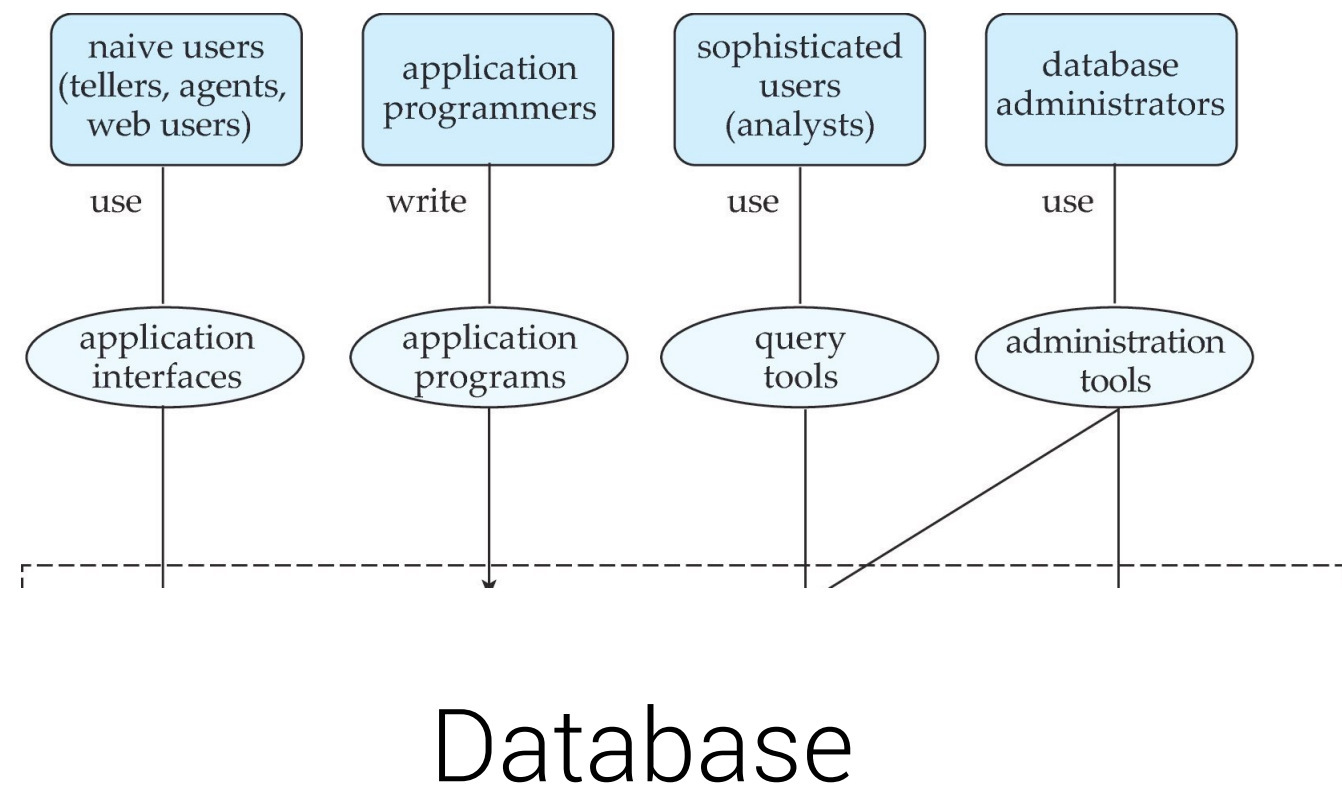 naive users
(tellers, agents,
web users)
application
programmers
sophisticated
users
(analysts)
database
administrators
use
write
use
use
application
interfaces
application
programs
query
tools
administration
tools
Database